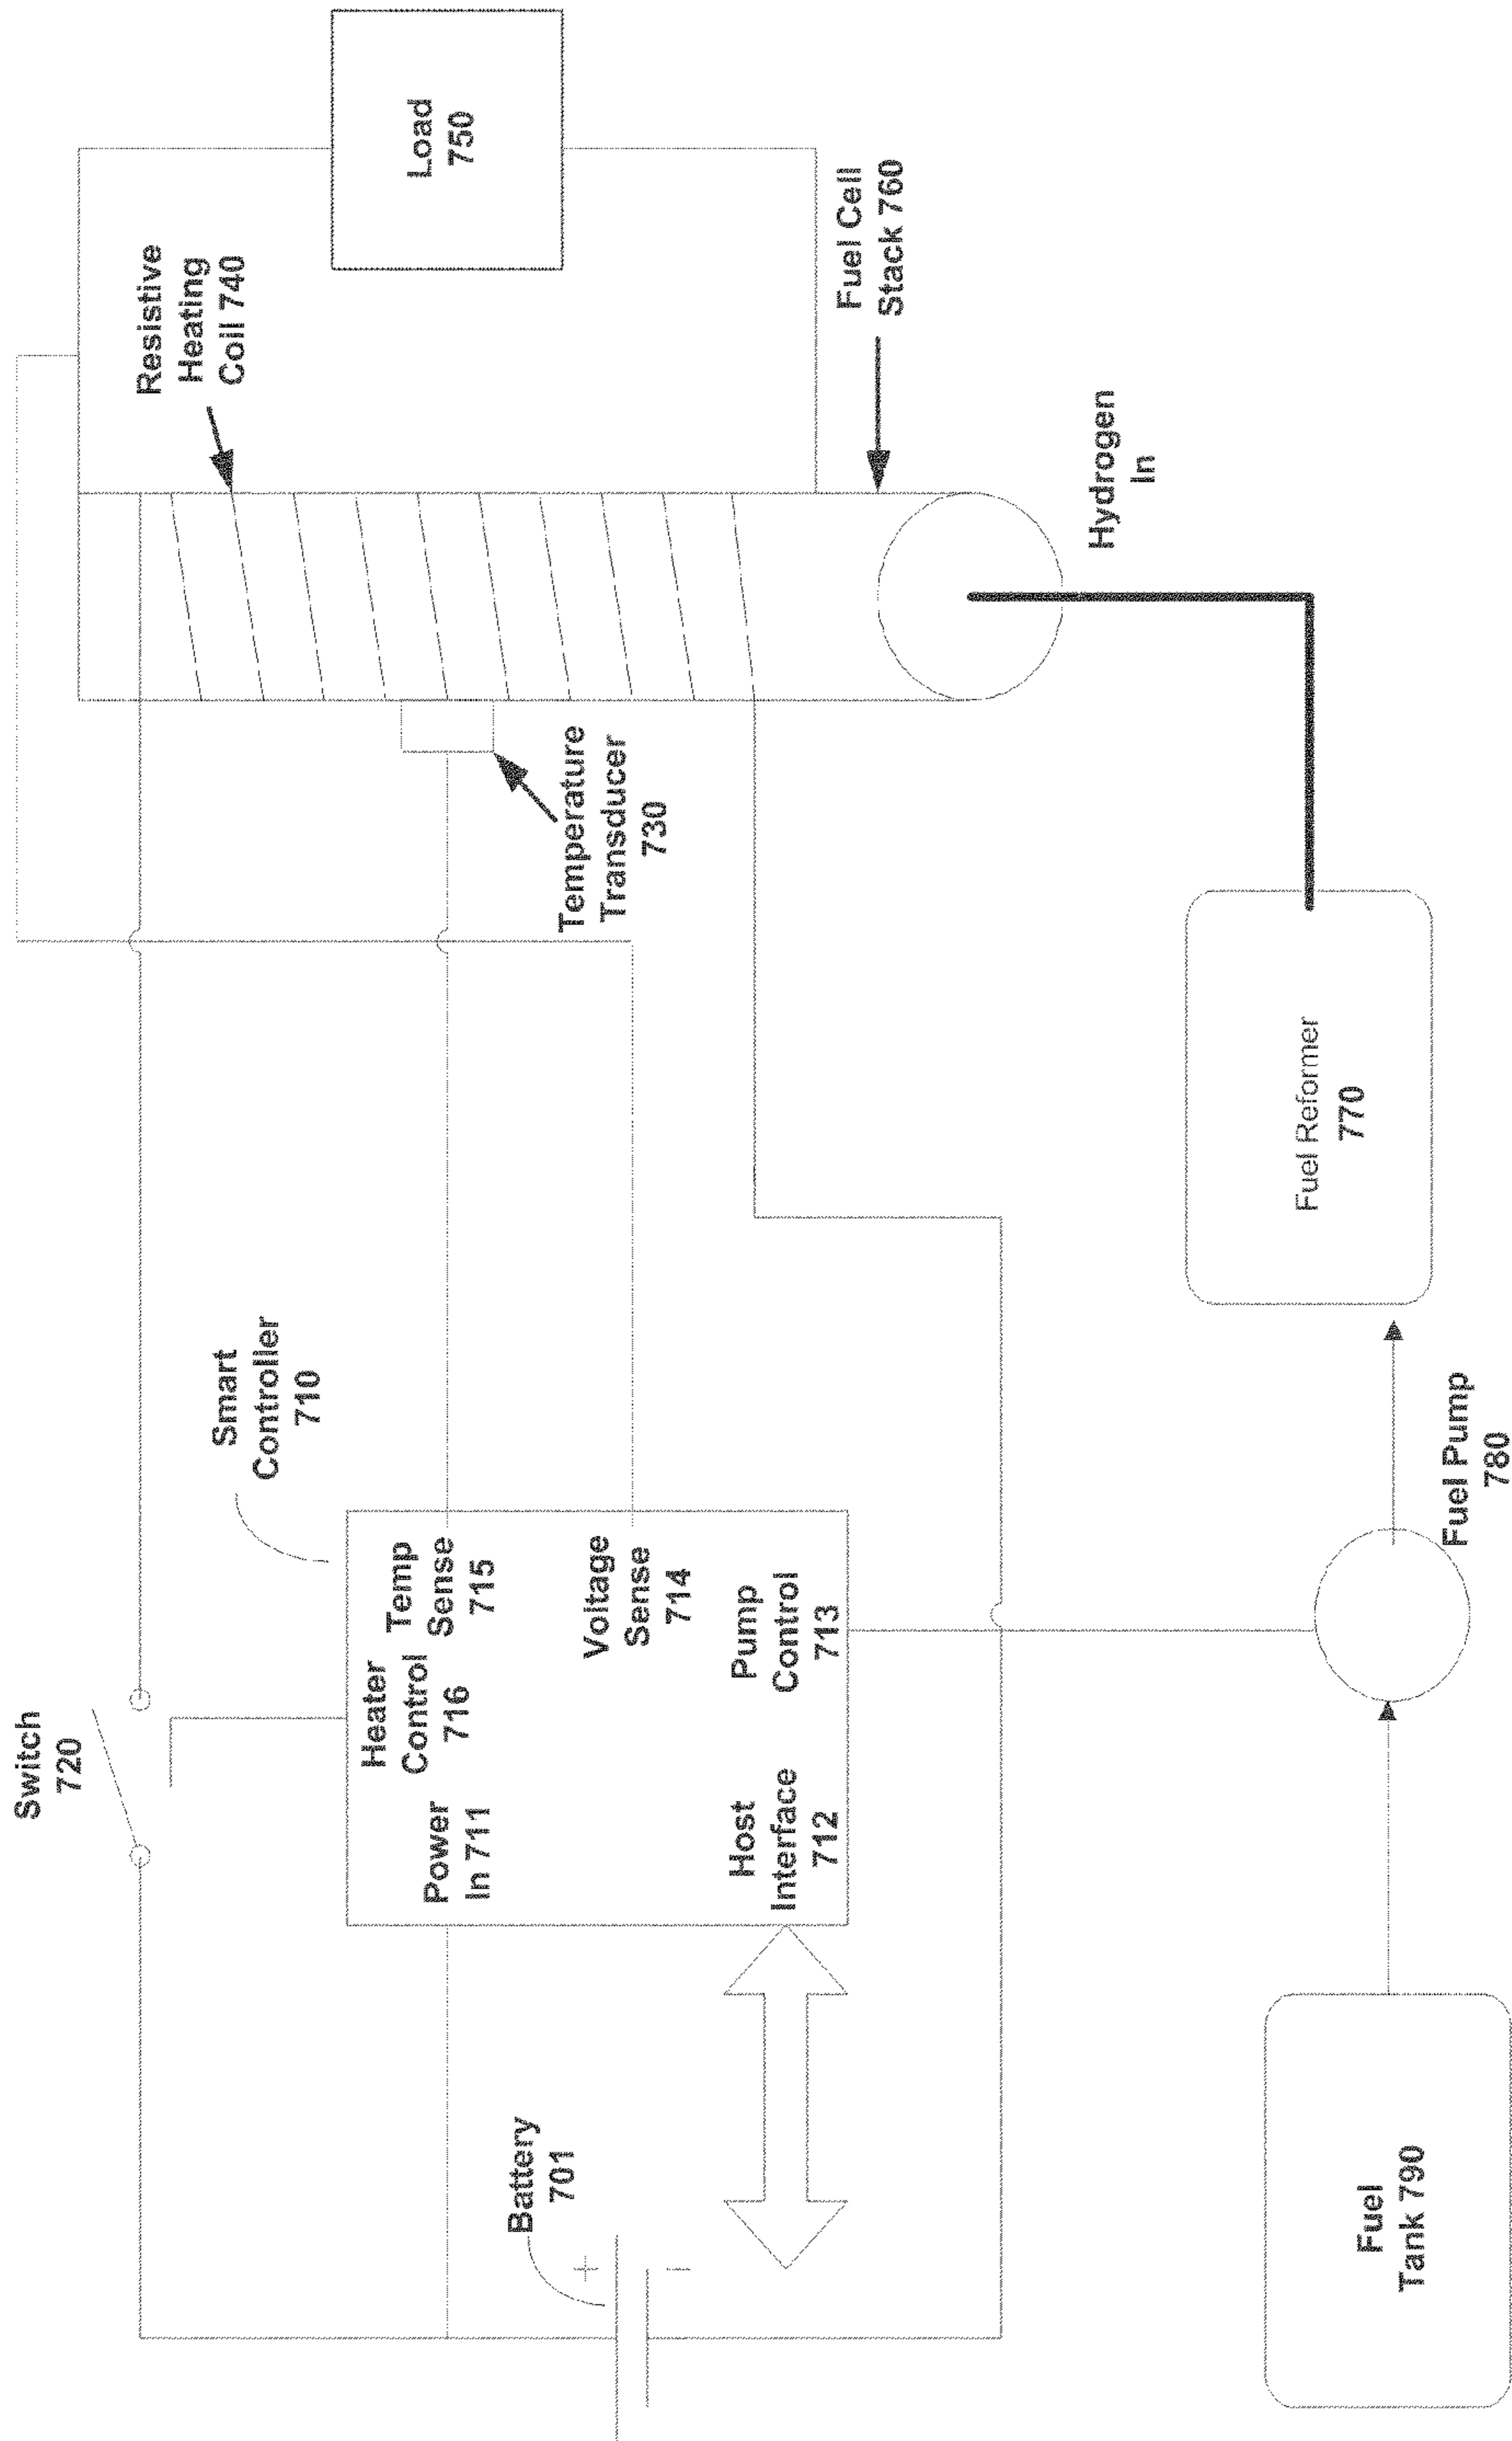 Switch
720
Smart
Controller
710
Battery
701
Power
In 711
Heater
Control
716
Temp
Sense
715
Voltage
Sense
714
Host
Interface
712
Pump
Control
713
+
-
Resistive
Heating
Coil 740
Load
750
Temperature
Transducer
730
Fuel Cell
Stack 760
Hydrogen
In
Fuel
Tank 790
Fuel Pump
780
Fuel Reformer
770